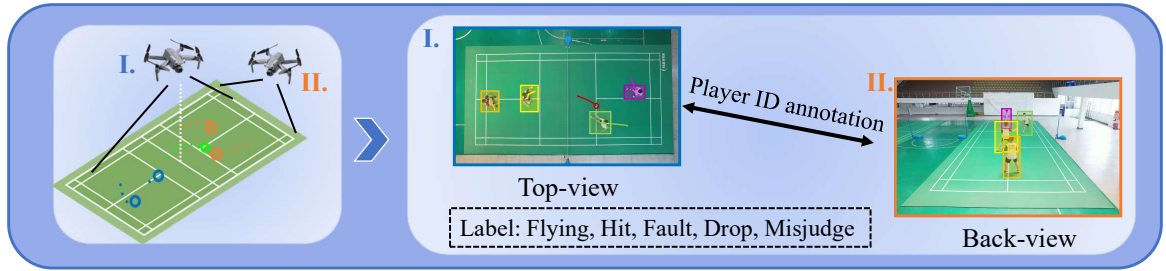 I.
II.
I.
Top-view
Player ID annotation
II.
Back-view
Label: Flying, Hit, Fault, Drop, Misjudge